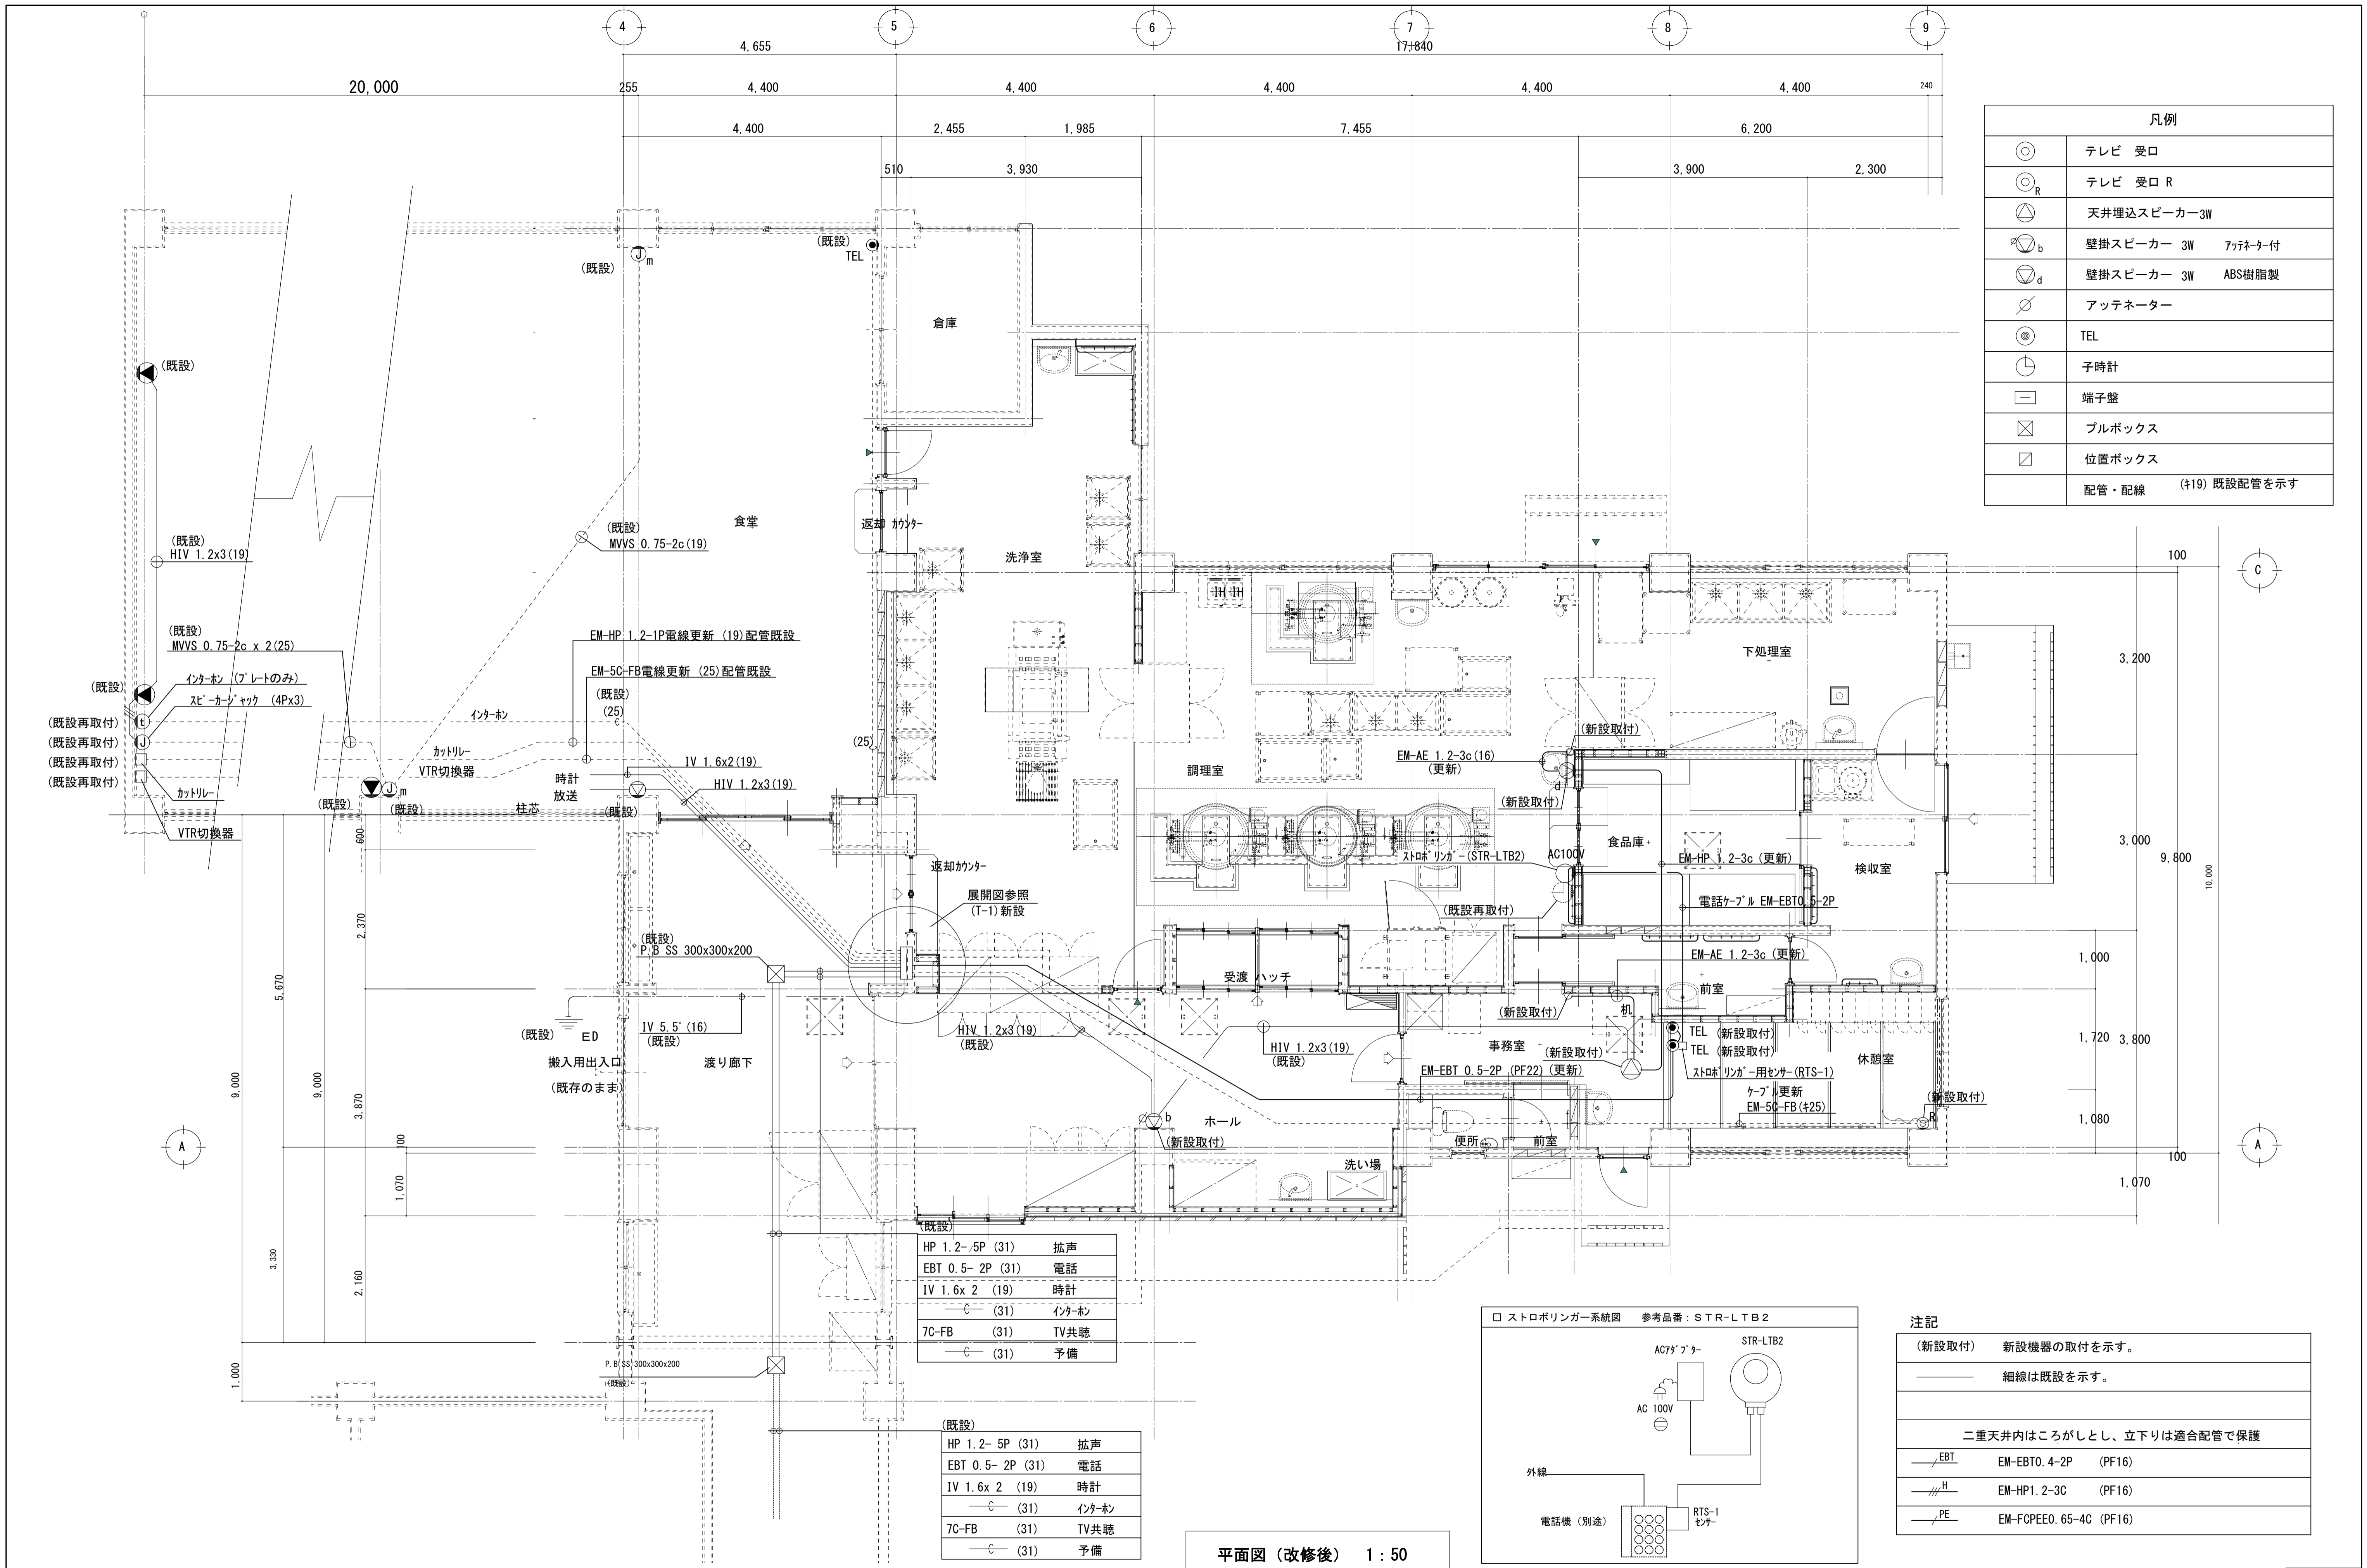 4
5
6
7
8
9
4,655
17,840
20,000
255
4,400
4,400
4,400
4,400
4,400
240
4,400
2,455
1,985
7,455
6,200
510
3,930
3,900
2,300
凡例
テレビ　受口
R
テレビ　受口 R
天井埋込スピーカー3W
b
壁掛スピーカー 3W　アッテネーター付
d
壁掛スピーカー 3W　ABS樹脂製
アッテネーター
TEL
子時計
端子盤
プルボックス
位置ボックス
配管・配線　(ｷ19) 既設配管を示す
(既設)
TEL
(既設)
J
m
倉庫
(既設)
食堂
返却 カウンター
(既設)
MVVS 0.75-2c(19)
洗浄室
(既設)
HIV 1.2x3(19)
100
C
IH
IH
(既設)
MVVS 0.75-2c x 2(25)
EM-HP 1.2-1P電線更新 (19)配管既設
EM-5C-FB電線更新 (25)配管既設
下処理室
3,200
(既設)
インターホン (プレートのみ)
スピーカージャック (4Px3)
(既設)
(25)
C
インターホン
(既設再取付)
t
(既設再取付)
J
(既設再取付)
(既設再取付)
(25)
(新設取付)
カットリレー
VTR切換器
IV 1.6x2(19)
時計
放送
HIV 1.2x3(19)
調理室
EM-AE 1.2-3c(16)
(更新)
d
(新設取付)
カットリレー
J
m
(既設)
(既設)
柱芯
(既設)
VTR切換器
600
食品庫
3,000
9,800
10,000
返却カウンター
ストロボリンガー(STR-LTB2)
AC100V
EM-HP 1.2-3c (更新)
検収室
展開図参照
(T-1)新設
(既設再取付)
電話ケーブル EM-EBT0.5-2P
2,370
(既設)
P.B SS 300x300x200
受渡 ハッチ
EM-AE 1.2-3c (更新)
1,000
前室
5,670
(新設取付)
机
(既設)
ED
IV 5.5゜(16)
(既設)
HIV 1.2x3(19)
(既設)
HIV 1.2x3(19)
(既設)
事務室
(新設取付)
TEL (新設取付)
TEL (新設取付)
1,720
3,800
搬入用出入口
(既存のまま)
渡り廊下
休憩室
ストロボリンガー用センサー(RTS-1)
EM-EBT 0.5-2P (PF22) (更新)
ケーブル更新
EM-5C-FB(ｷ25)
(新設取付)
R
9,000
9,000
3,870
b
(新設取付)
ホール
1,080
A
100
便所
前室
A
100
洗い場
1,070
1,070
(既設)
HP 1.2- 5P (31)　拡声
EBT 0.5- 2P (31)　電話
IV 1.6x 2 (19)　時計
C (31)　インターホン
7C-FB (31)　TV共聴
C (31)　予備
3,330
2,160
P.B SS 300x300x200
(既設)
1,000
(既設)
HP 1.2- 5P (31)　拡声
EBT 0.5- 2P (31)　電話
IV 1.6x 2 (19)　時計
C (31)　インターホン
7C-FB (31)　TV共聴
C (31)　予備
□ ストロボリンガー系統図　参考品番：ＳＴＲ-ＬＴＢ２
STR-LTB2
ACアダプター
AC 100V
外線
電話機（別途）
RTS-1
センサー
注記
(新設取付)　新設機器の取付を示す。
細線は既設を示す。
二重天井内はころがしとし、立下りは適合配管で保護
EBT　EM-EBT0.4-2P　(PF16)
H　EM-HP1.2-3C　(PF16)
PE　EM-FCPEE0.65-4C (PF16)
平面図（改修後）　1：50